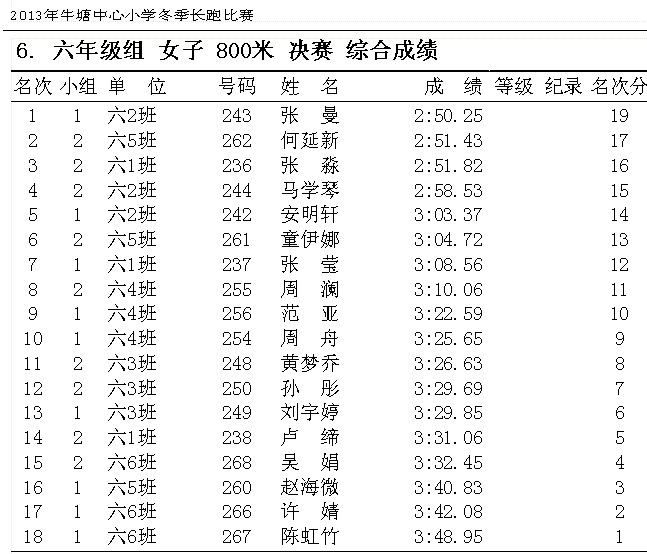 2013年牛塘中心小学冬季长跑比赛
6. 六年级组 女子 800米 决赛 综合成绩
名次 小组 单 位 号码 姓 名 成 绩 等级 纪录 名次分
1 1 六2班 243 张 曼 2:50.25 19
2 2 六5班 262 何延新 2:51.43 17
3 2 六1班 236 张 淼 2:51.82 16
4 2 六2班 244 马学琴 2:58.53 15
5 1 六2班 242 安明轩 3:03.37 14
6 2 六5班 261 童伊娜 3:04.72 13
7 1 六1班 237 张 莹 3:08.56 12
8 2 六4班 255 周 澜 3:10.06 11
9 1 六4班 256 范 亚 3:22.59 10
10 1 六4班 254 周 舟 3:25.65 9
11 2 六3班 248 黄梦乔 3:26.63 8
12 2 六3班 250 孙 彤 3:29.69 7
13 1 六3班 249 刘宇婷 3:29.85 6
14 2 六1班 238 卢 缔 3:31.06 5
15 2 六6班 268 吴 娟 3:32.45 4
16 1 六5班 260 赵海微 3:40.83 3
17 1 六6班 266 许 婧 3:42.08 2
18 1 六6班 267 陈虹竹 3:48.95 1